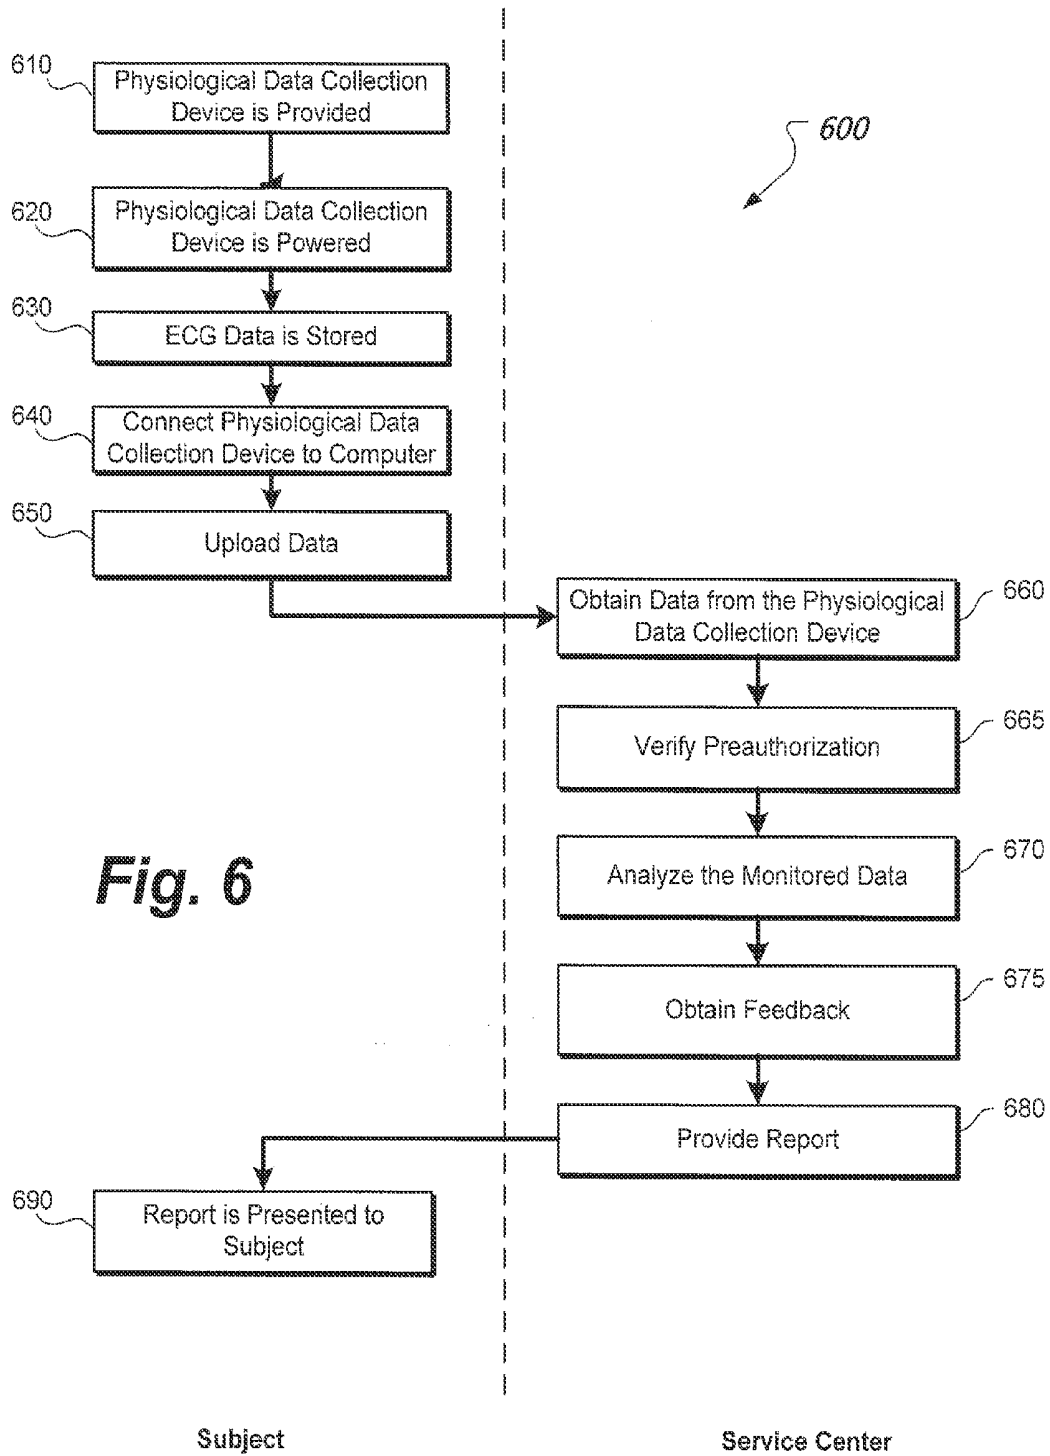 610
Physiological Data Collection
Device is Provided
600
620
Physiological Data Collection
Device is Powered
630
ECG Data is Stored
640
Connect Physiological Data
Collection Device to Computer
650
Upload Data
660
Obtain Data from the Physiological
Data Collection Device
665
Verify Preauthorization
670
Analyze the Monitored Data
Fig. 6
675
Obtain Feedback
680
Provide Report
690
Report is Presented to
Subject
Subject
Service Center